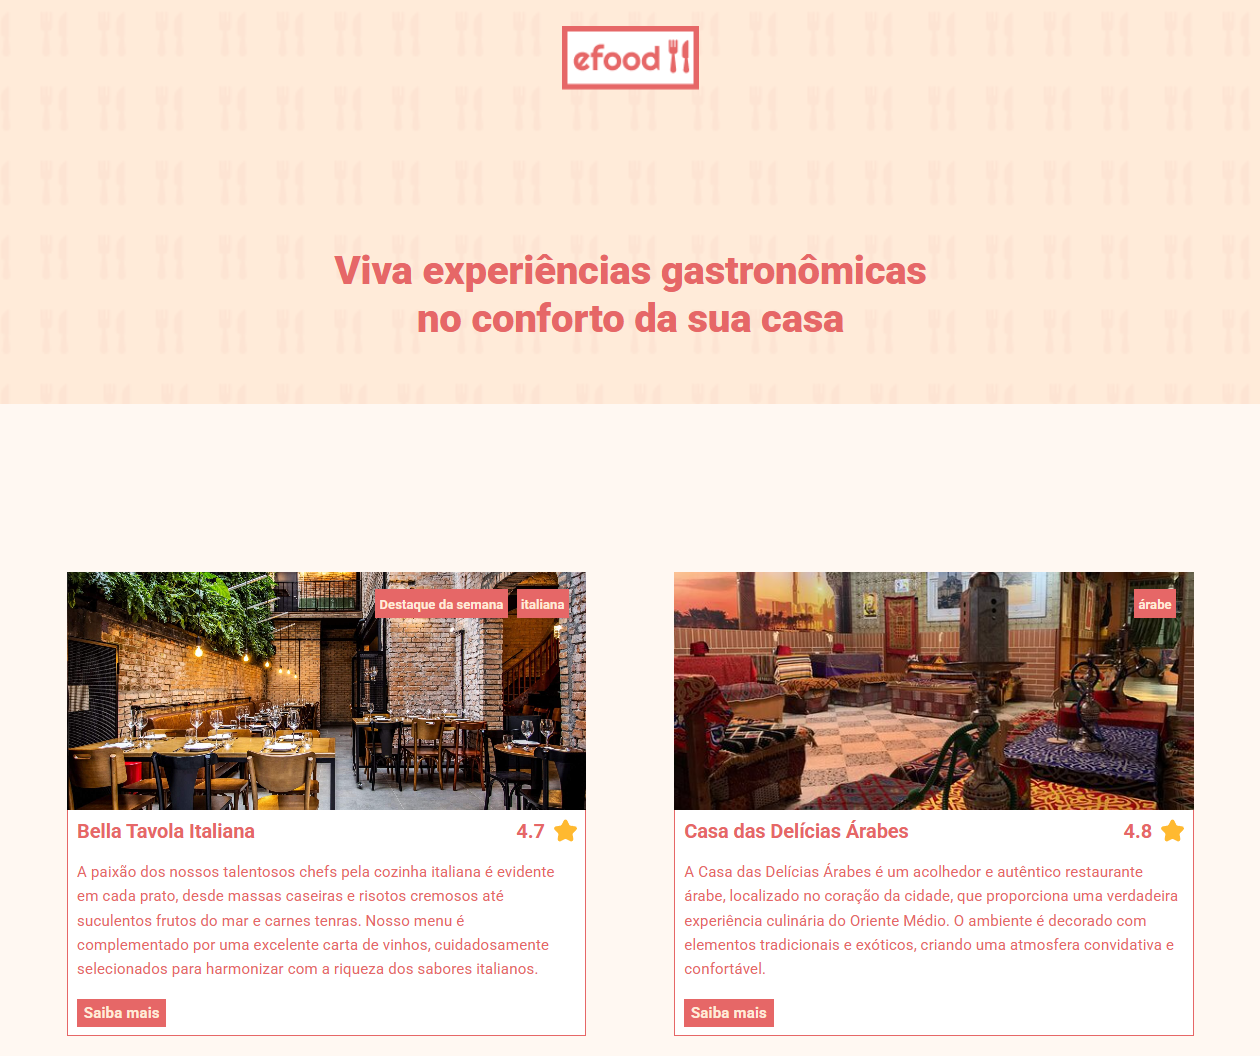 efood
Viva experiências gastronômicas
no conforto da sua casa
Destaque da semana
italiana
Bella Tavola Italiana
4.7
A paixão dos nossos talentosos chefs pela cozinha italiana é evidente
em cada prato, desde massas caseiras e risotos cremosos até
suculentos frutos do mar e carnes tenras. Nosso menu é
complementado por uma excelente carta de vinhos, cuidadosamente
selecionados para harmonizar com a riqueza dos sabores italianos.
Saiba mais
árabe
Casa das Delícias Árabes
4.8
A Casa das Delícias Árabes é um acolhedor e autêntico restaurante
árabe, localizado no coração da cidade, que proporciona uma verdadeira
experiência culinária do Oriente Médio. O ambiente é decorado com
elementos tradicionais e exóticos, criando uma atmosfera convidativa e
confortável.
Saiba mais